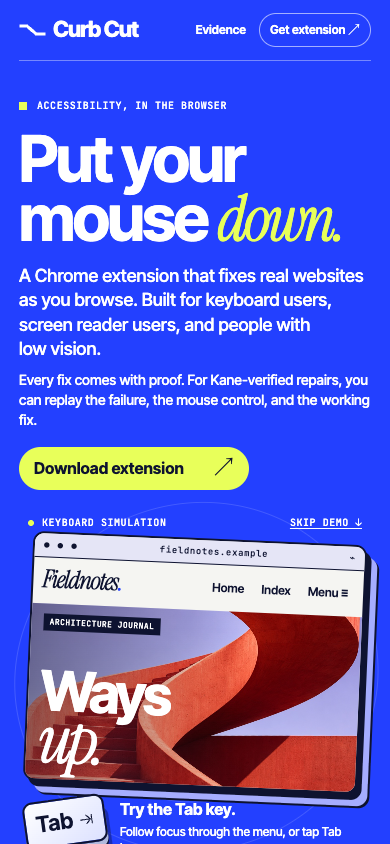 Curb Cut
Evidence
Get extension ↗
ACCESSIBILITY, IN THE BROWSER
Put your
mouse down.
A Chrome extension that fixes real websites
as you browse. Built for keyboard users,
screen reader users, and people with
low vision.
Every fix comes with proof. For Kane-verified repairs, you
can replay the failure, the mouse control, and the working
fix.
Download extension ↗
KEYBOARD SIMULATION
SKIP DEMO ↓
fieldnotes.example
Fieldnotes.
Home Index Menu ≡
ARCHITECTURE JOURNAL
Ways
up.
Tab →|
Try the Tab key.
Follow focus through the menu, or tap Tab